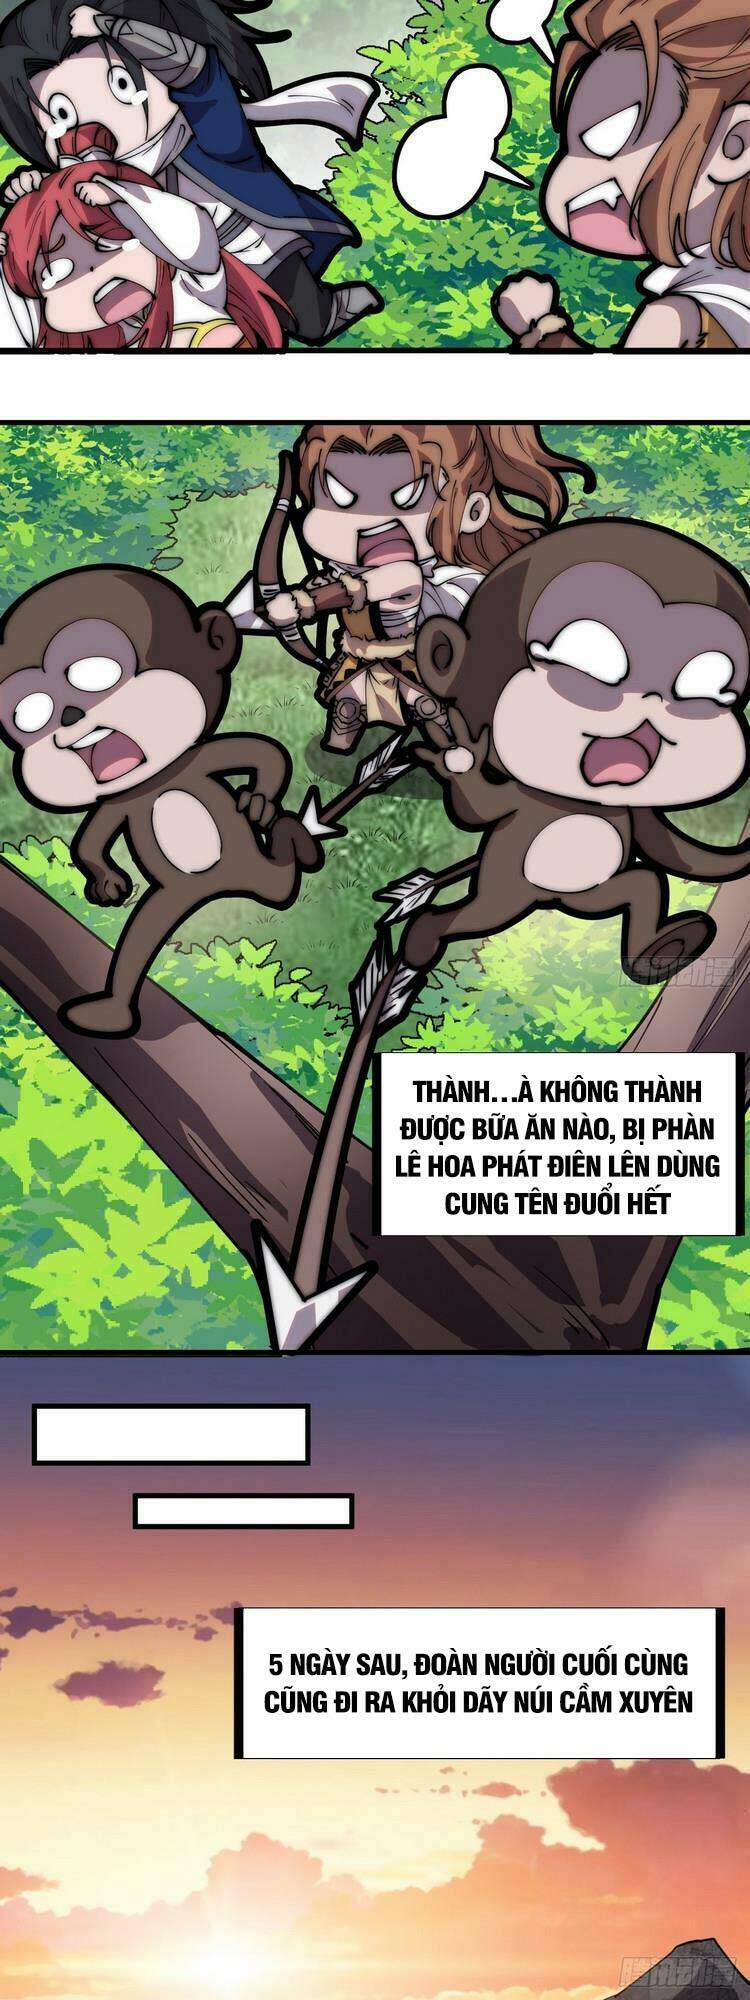 THÀNH...À KHÔNG THÀNH
ĐƯỢC BỮA ĂN NÀO, BỊ PHÀN
LÊ HOA PHÁT ĐIÊN LÊN DÙNG
CUNG TÊN ĐUỔI HẾT
5 NGÀY SAU, ĐOÀN NGƯỜI CUỐI CÙNG
CŨNG ĐI RA KHỎI DÃY NÚI CẦM XUYÊN